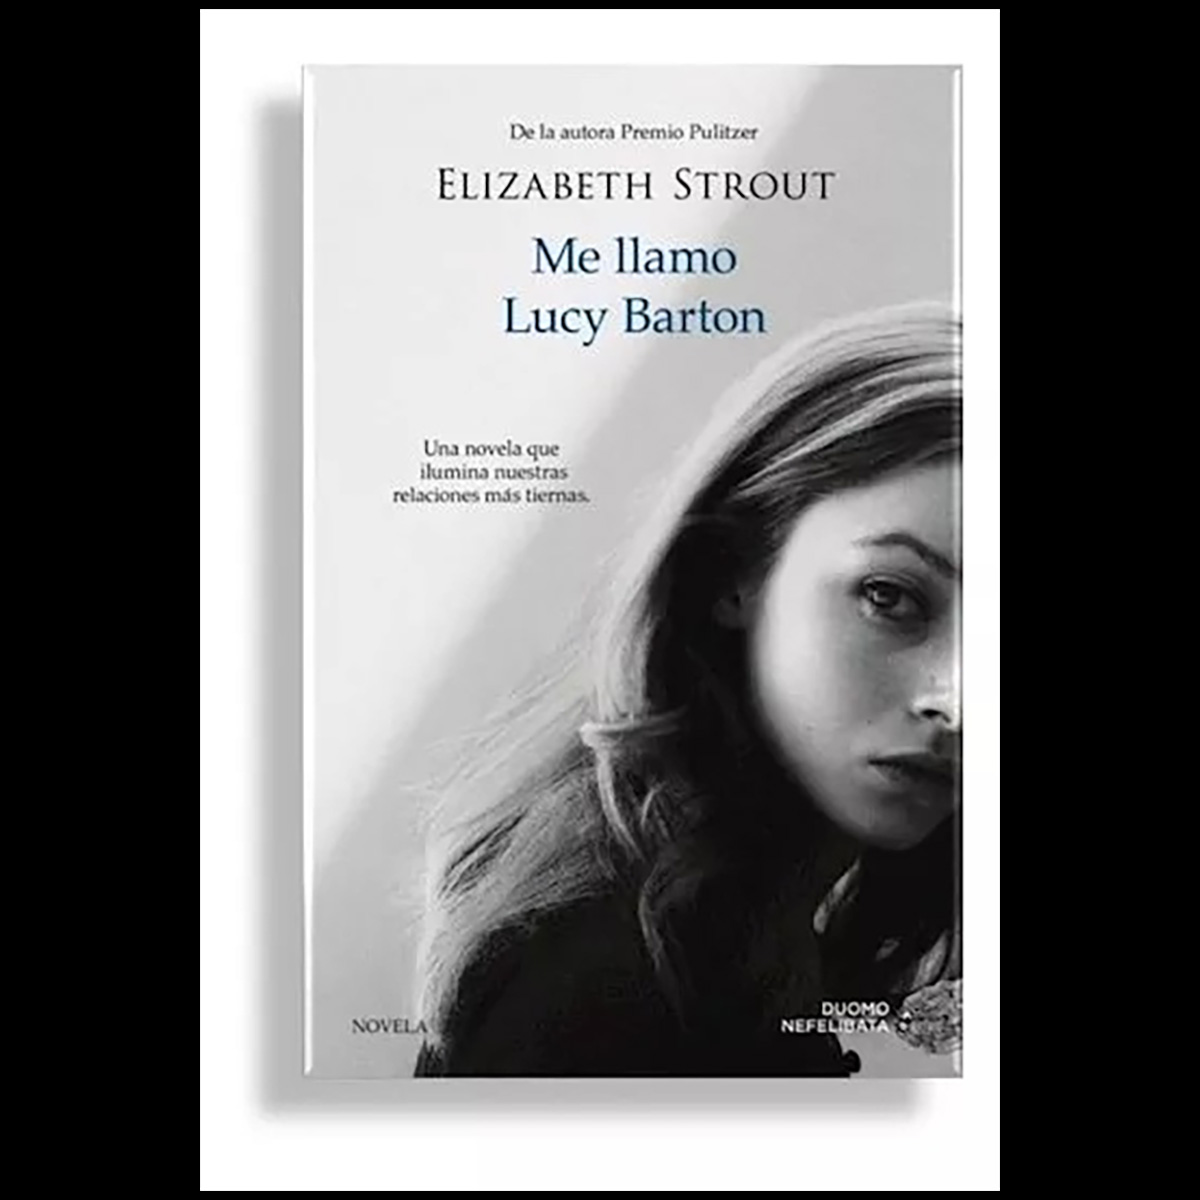 De la autora Premio Pulitzer
ELIZABETH STROUT
Me llamo
Lucy Barton
Una novela que
ilumina nuestras
relaciones más tiernas.
NOVELA
DUOMO
NEFELIBATA